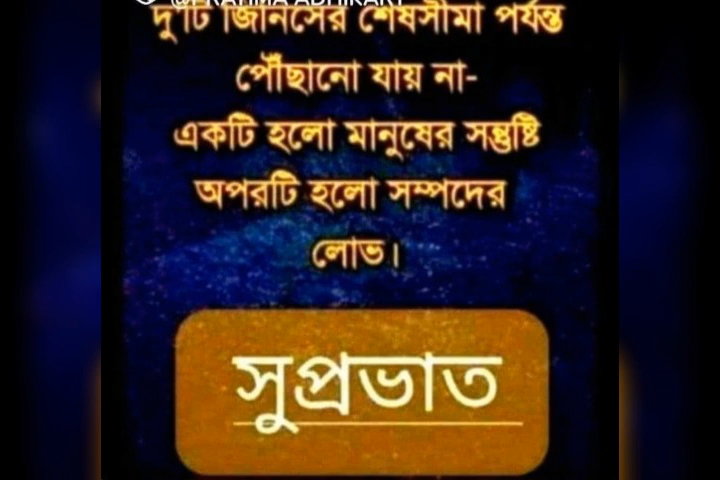 দু'টি জিনিসের শেষসীমা পর্যন্ত
পৌঁছানো যায় না-
একটি হলো মানুষের সন্তুষ্টি
অপরটি হলো সম্পদের
লোভ।
সুপ্রভাত